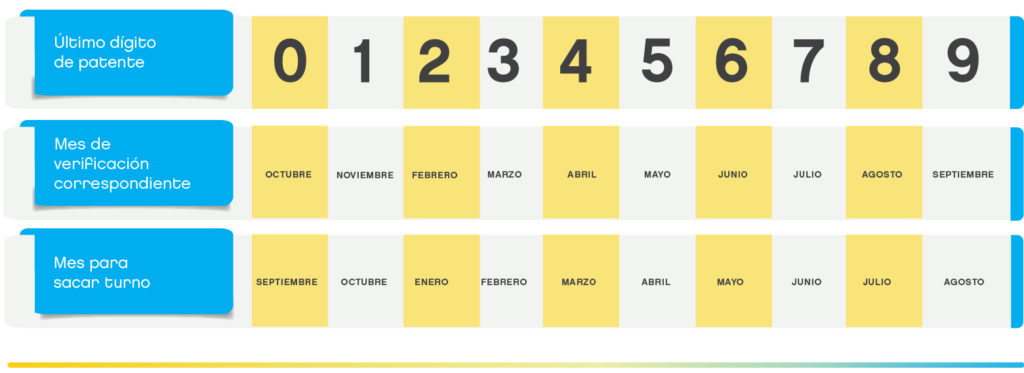 Último dígito
de patente
0 1 2 3 4 5 6 7 8 9
Mes de
verificación
correspondiente
OCTUBRE NOVIEMBRE FEBRERO MARZO ABRIL MAYO JUNIO JULIO AGOSTO SEPTIEMBRE
Mes para
sacar turno
SEPTIEMBRE OCTUBRE ENERO FEBRERO MARZO ABRIL MAYO JUNIO JULIO AGOSTO